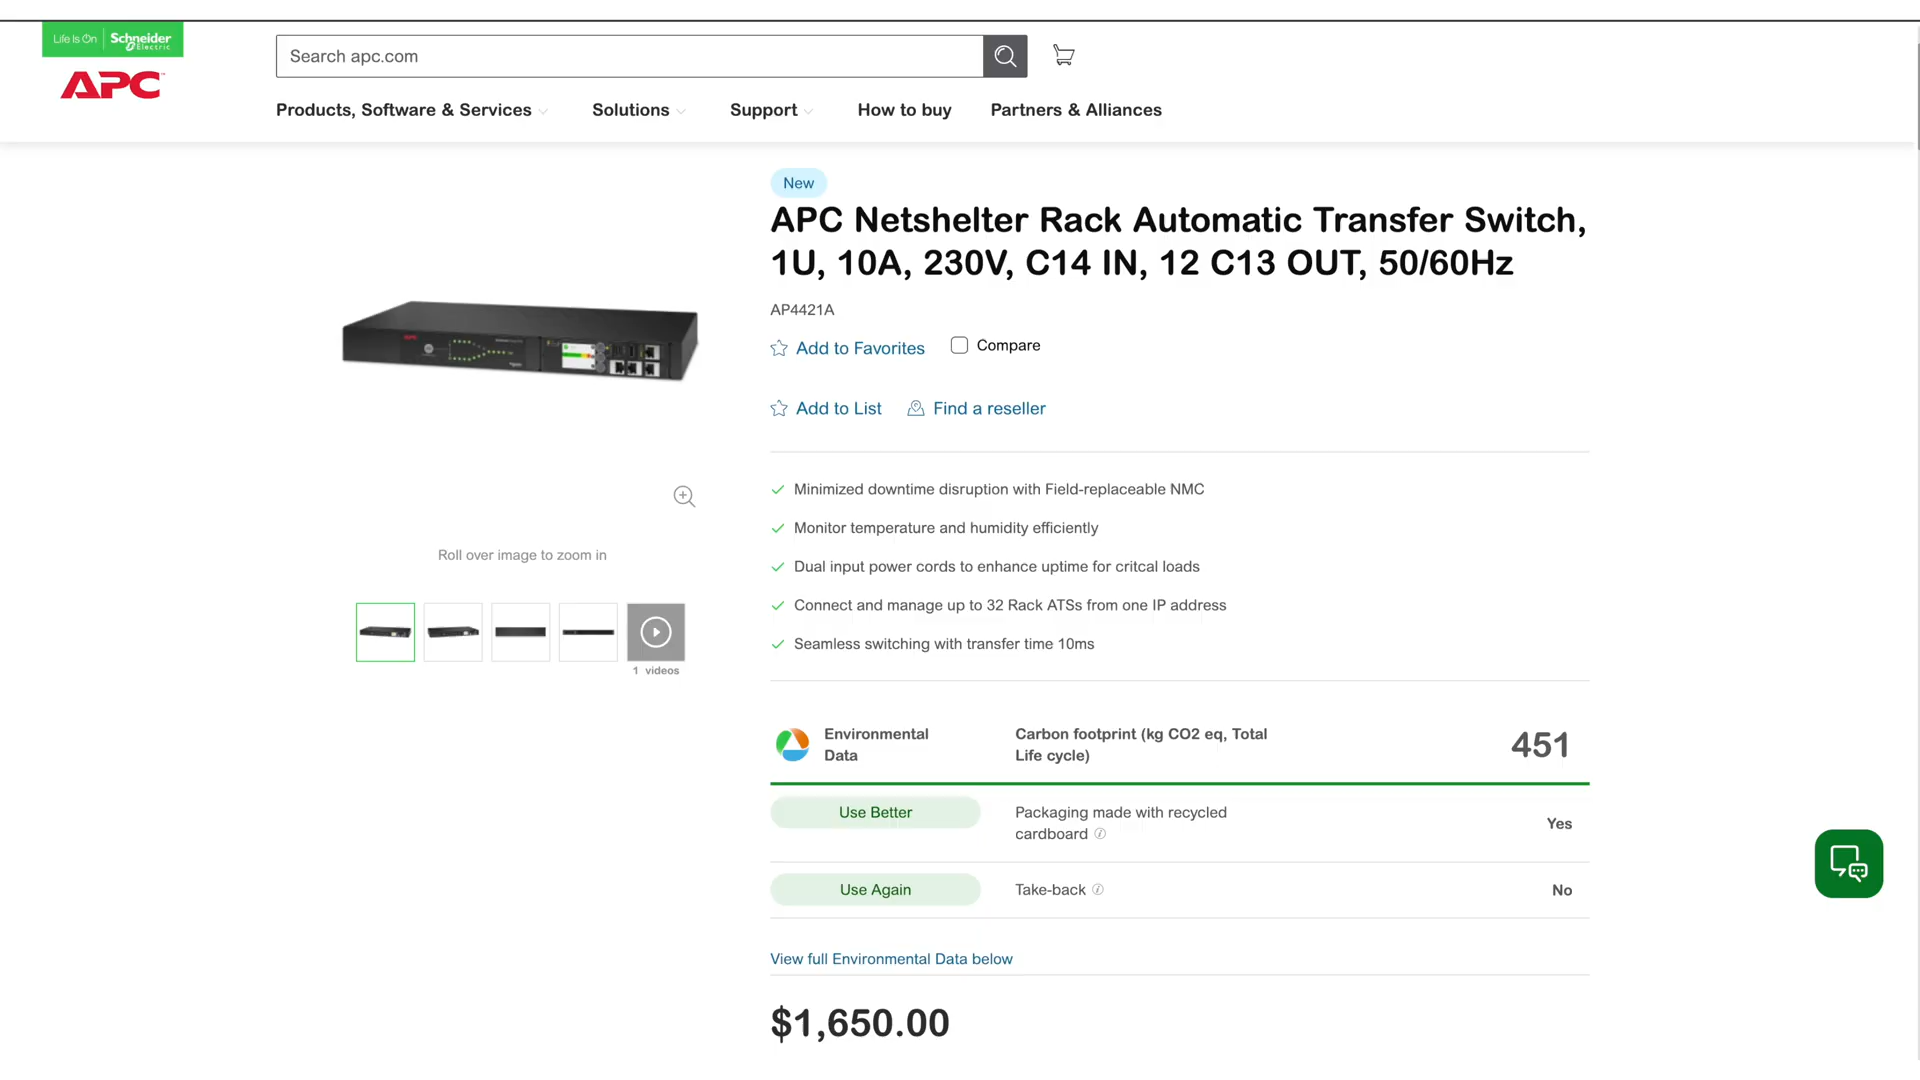 Life Is On | Schneider Electric
APC
Search apc.com
Products, Software & Services
Solutions
Support
How to buy
Partners & Alliances
New
APC Netshelter Rack Automatic Transfer Switch,
1U, 10A, 230V, C14 IN, 12 C13 OUT, 50/60Hz
AP4421A
Add to Favorites
Compare
Add to List
Find a reseller
Minimized downtime disruption with Field-replaceable NMC
Monitor temperature and humidity efficiently
Dual input power cords to enhance uptime for critcal loads
Connect and manage up to 32 Rack ATSs from one IP address
Seamless switching with transfer time 10ms
Roll over image to zoom in
1 videos
Environmental
Data
Carbon footprint (kg CO2 eq, Total
Life cycle)
451
Use Better
Packaging made with recycled
cardboard
Yes
Use Again
Take-back
No
View full Environmental Data below
$1,650.00